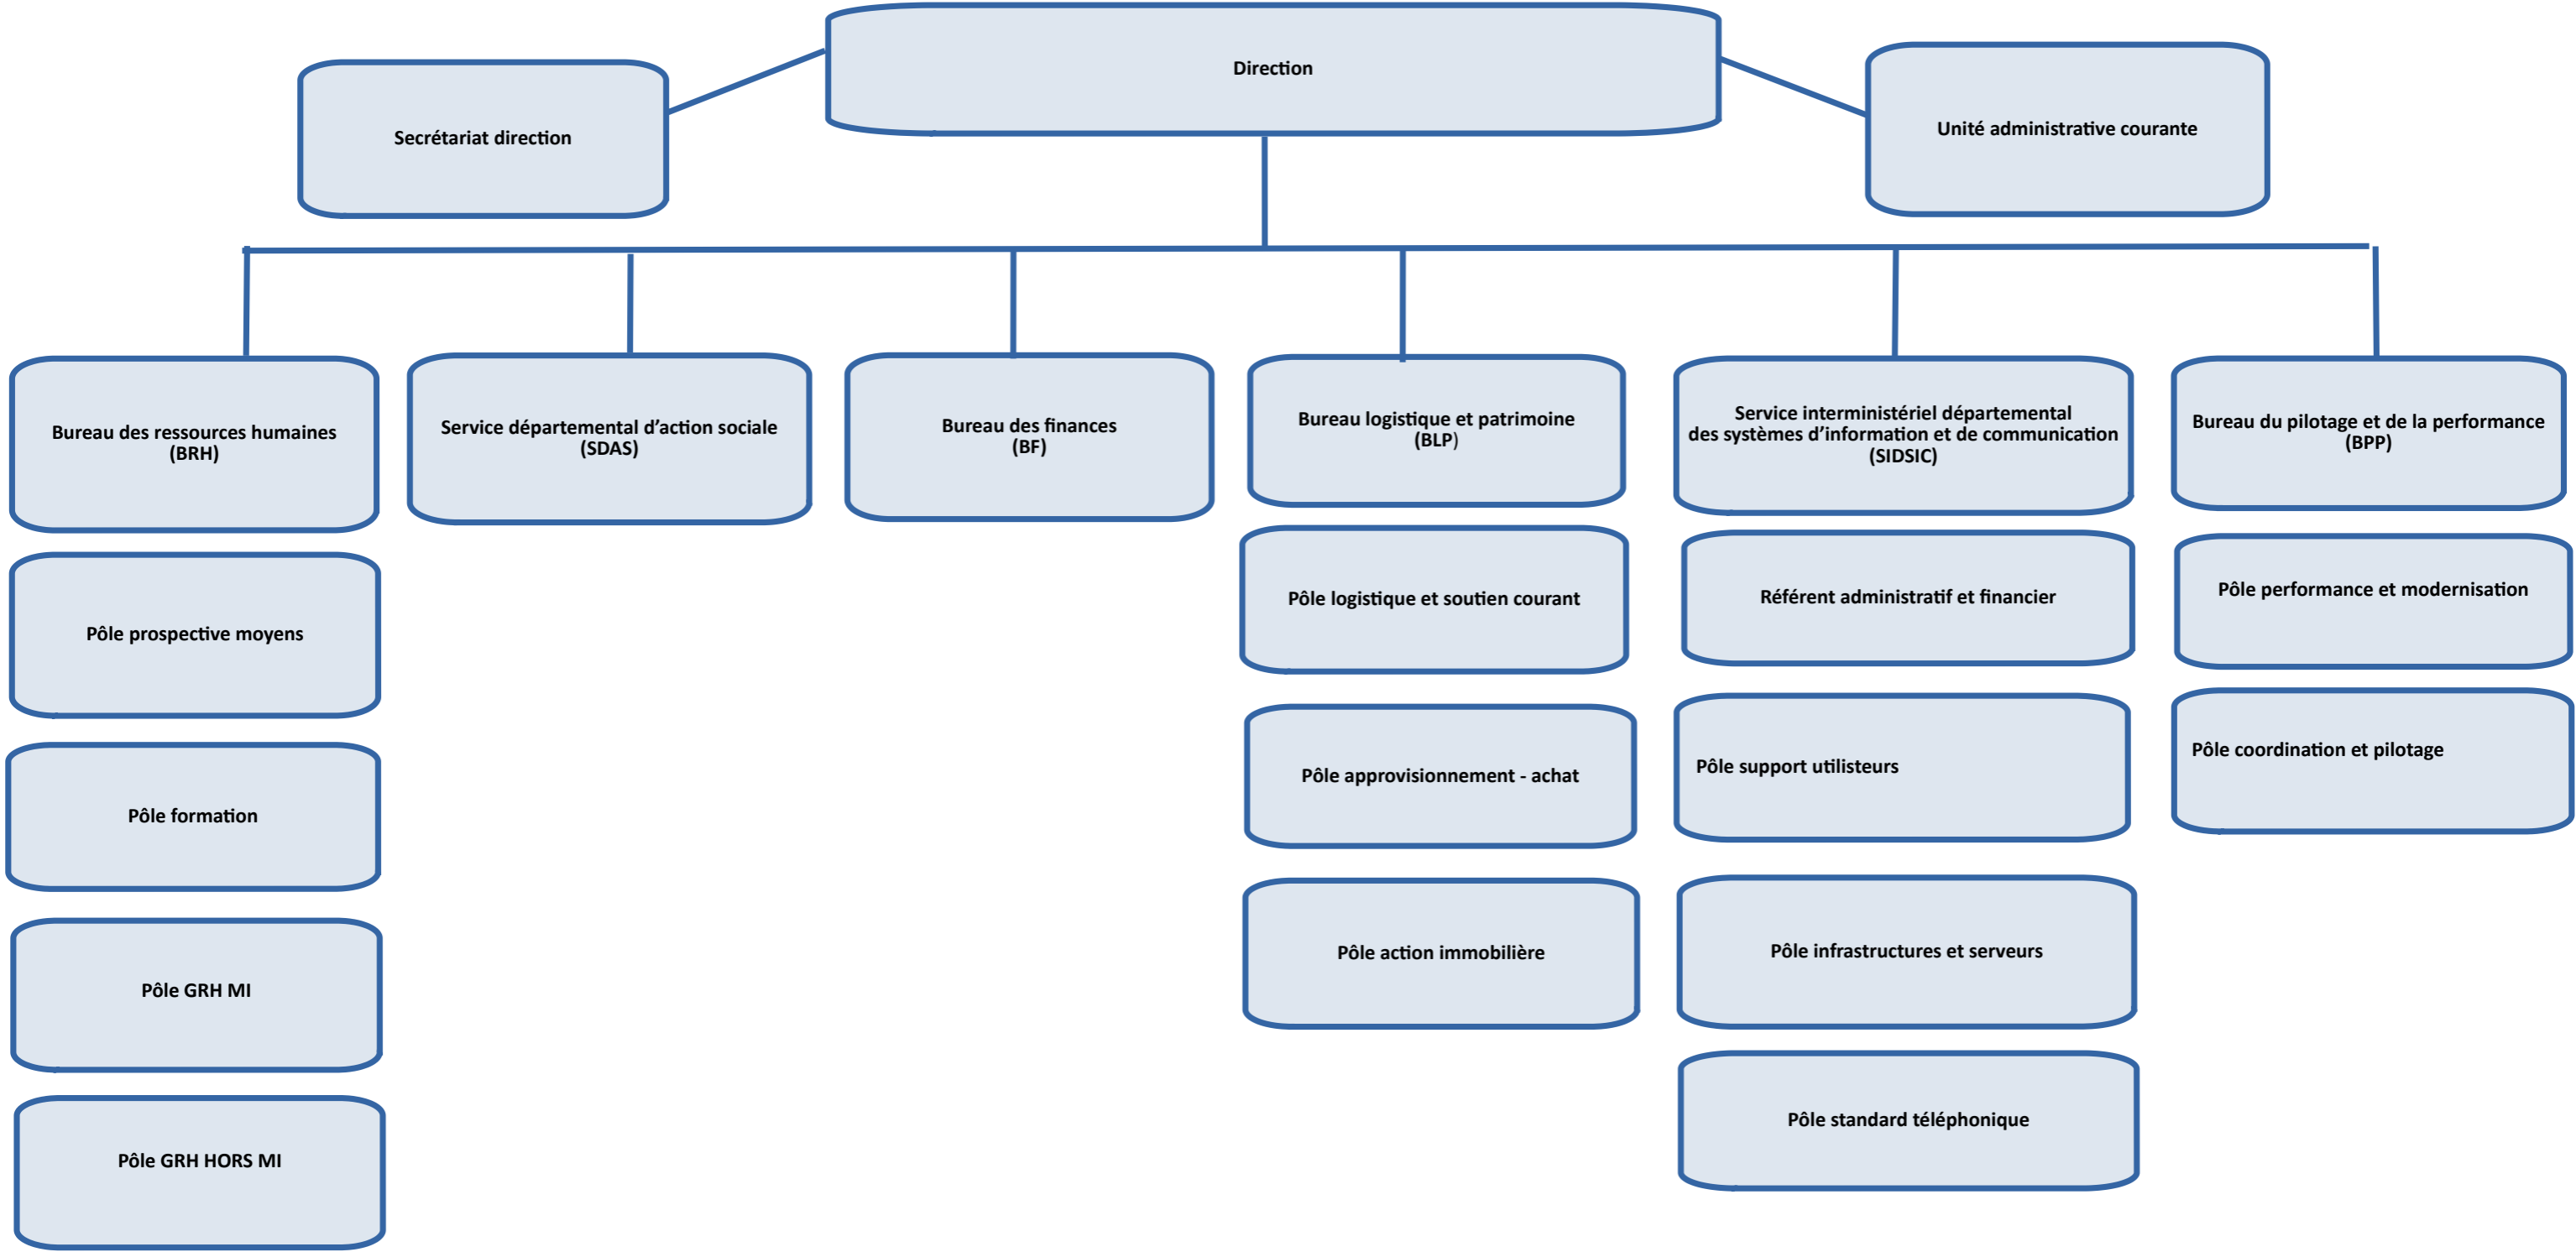 Direction
Secrétariat direction
Unité administrative courante
Bureau des ressources humaines
(BRH)
Service départemental d’action sociale
(SDAS)
Bureau des finances
(BF)
Bureau logistique et patrimoine
(BLP)
Service interministériel départemental
des systèmes d’information et de communication
(SIDSIC)
Bureau du pilotage et de la performance
(BPP)
Pôle prospective moyens
Pôle formation
Pôle GRH MI
Pôle GRH HORS MI
Pôle logistique et soutien courant
Pôle approvisionnement - achat
Pôle action immobilière
Référent administratif et financier
Pôle support utilisteurs
Pôle infrastructures et serveurs
Pôle standard téléphonique
Pôle performance et modernisation
Pôle coordination et pilotage